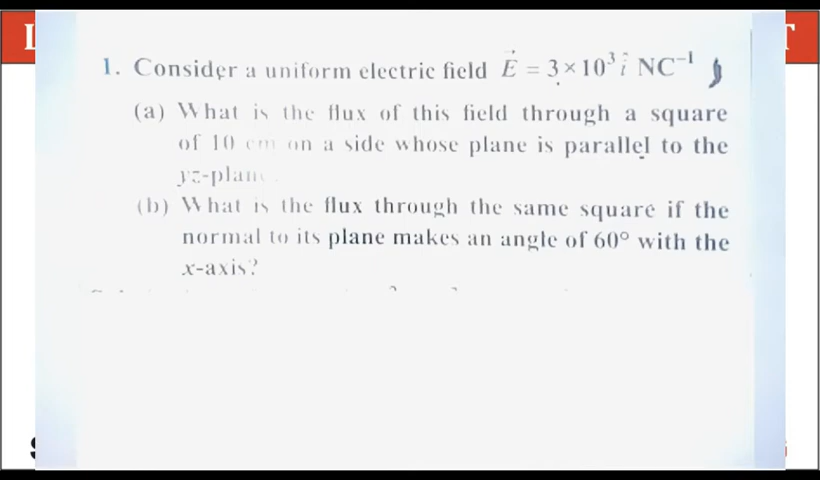 1. Consider a uniform electric field E⃗ = 3×10³ î NC⁻¹
(a) What is the flux of this field through a square
of 10 cm on a side whose plane is parallel to the
yz-plane
(b) What is the flux through the same square if the
normal to its plane makes an angle of 60° with the
x-axis?